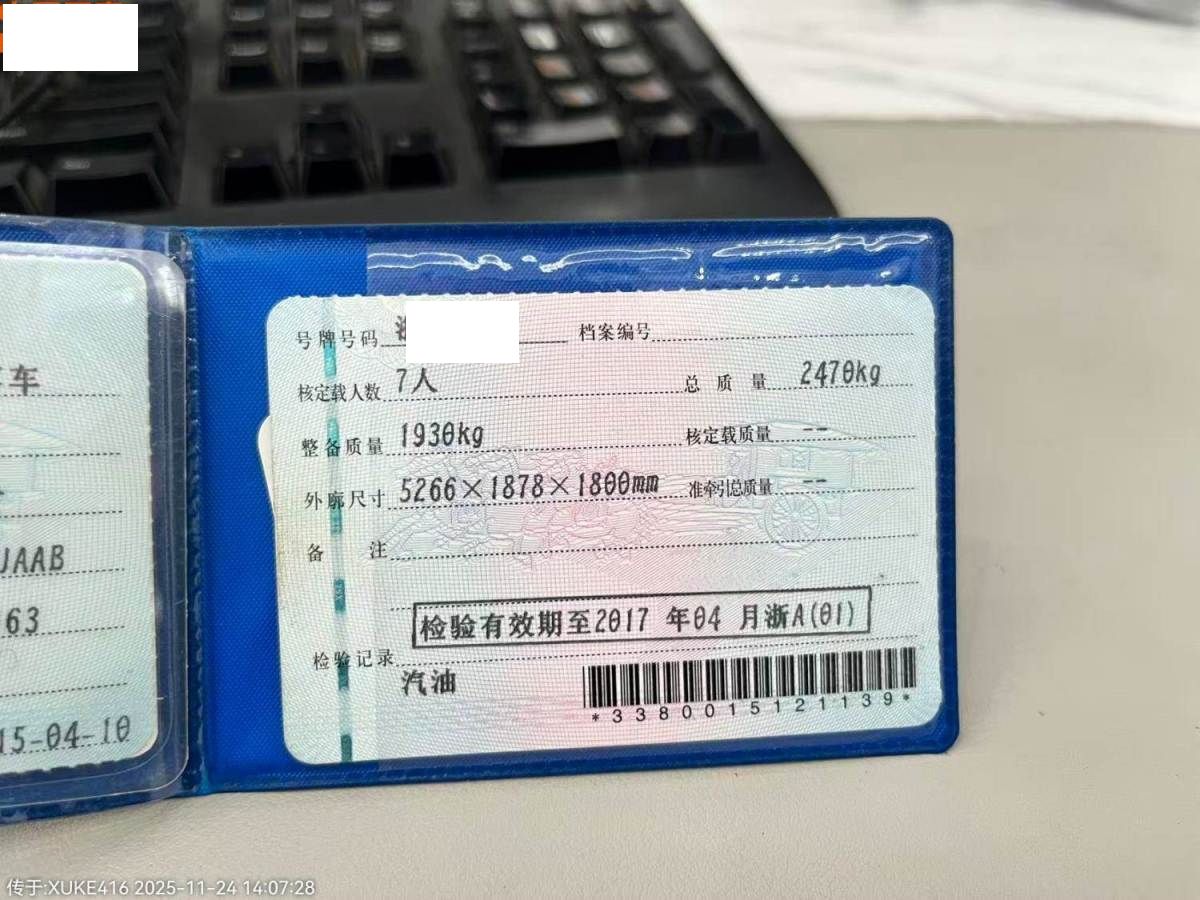 车
JAAB
63
15-04-10
号牌号码
档案编号
核定载人数 7人 总质量 2470kg
整备质量 1930kg 核定载质量 --
外廓尺寸 5266×1878×1800mm 准牵引总质量 --
备注
检验有效期至2017 年04 月浙A(01)
检验记录
汽油
*3380015121139*
传于:XUKE416 2025-11-24 14:07:28